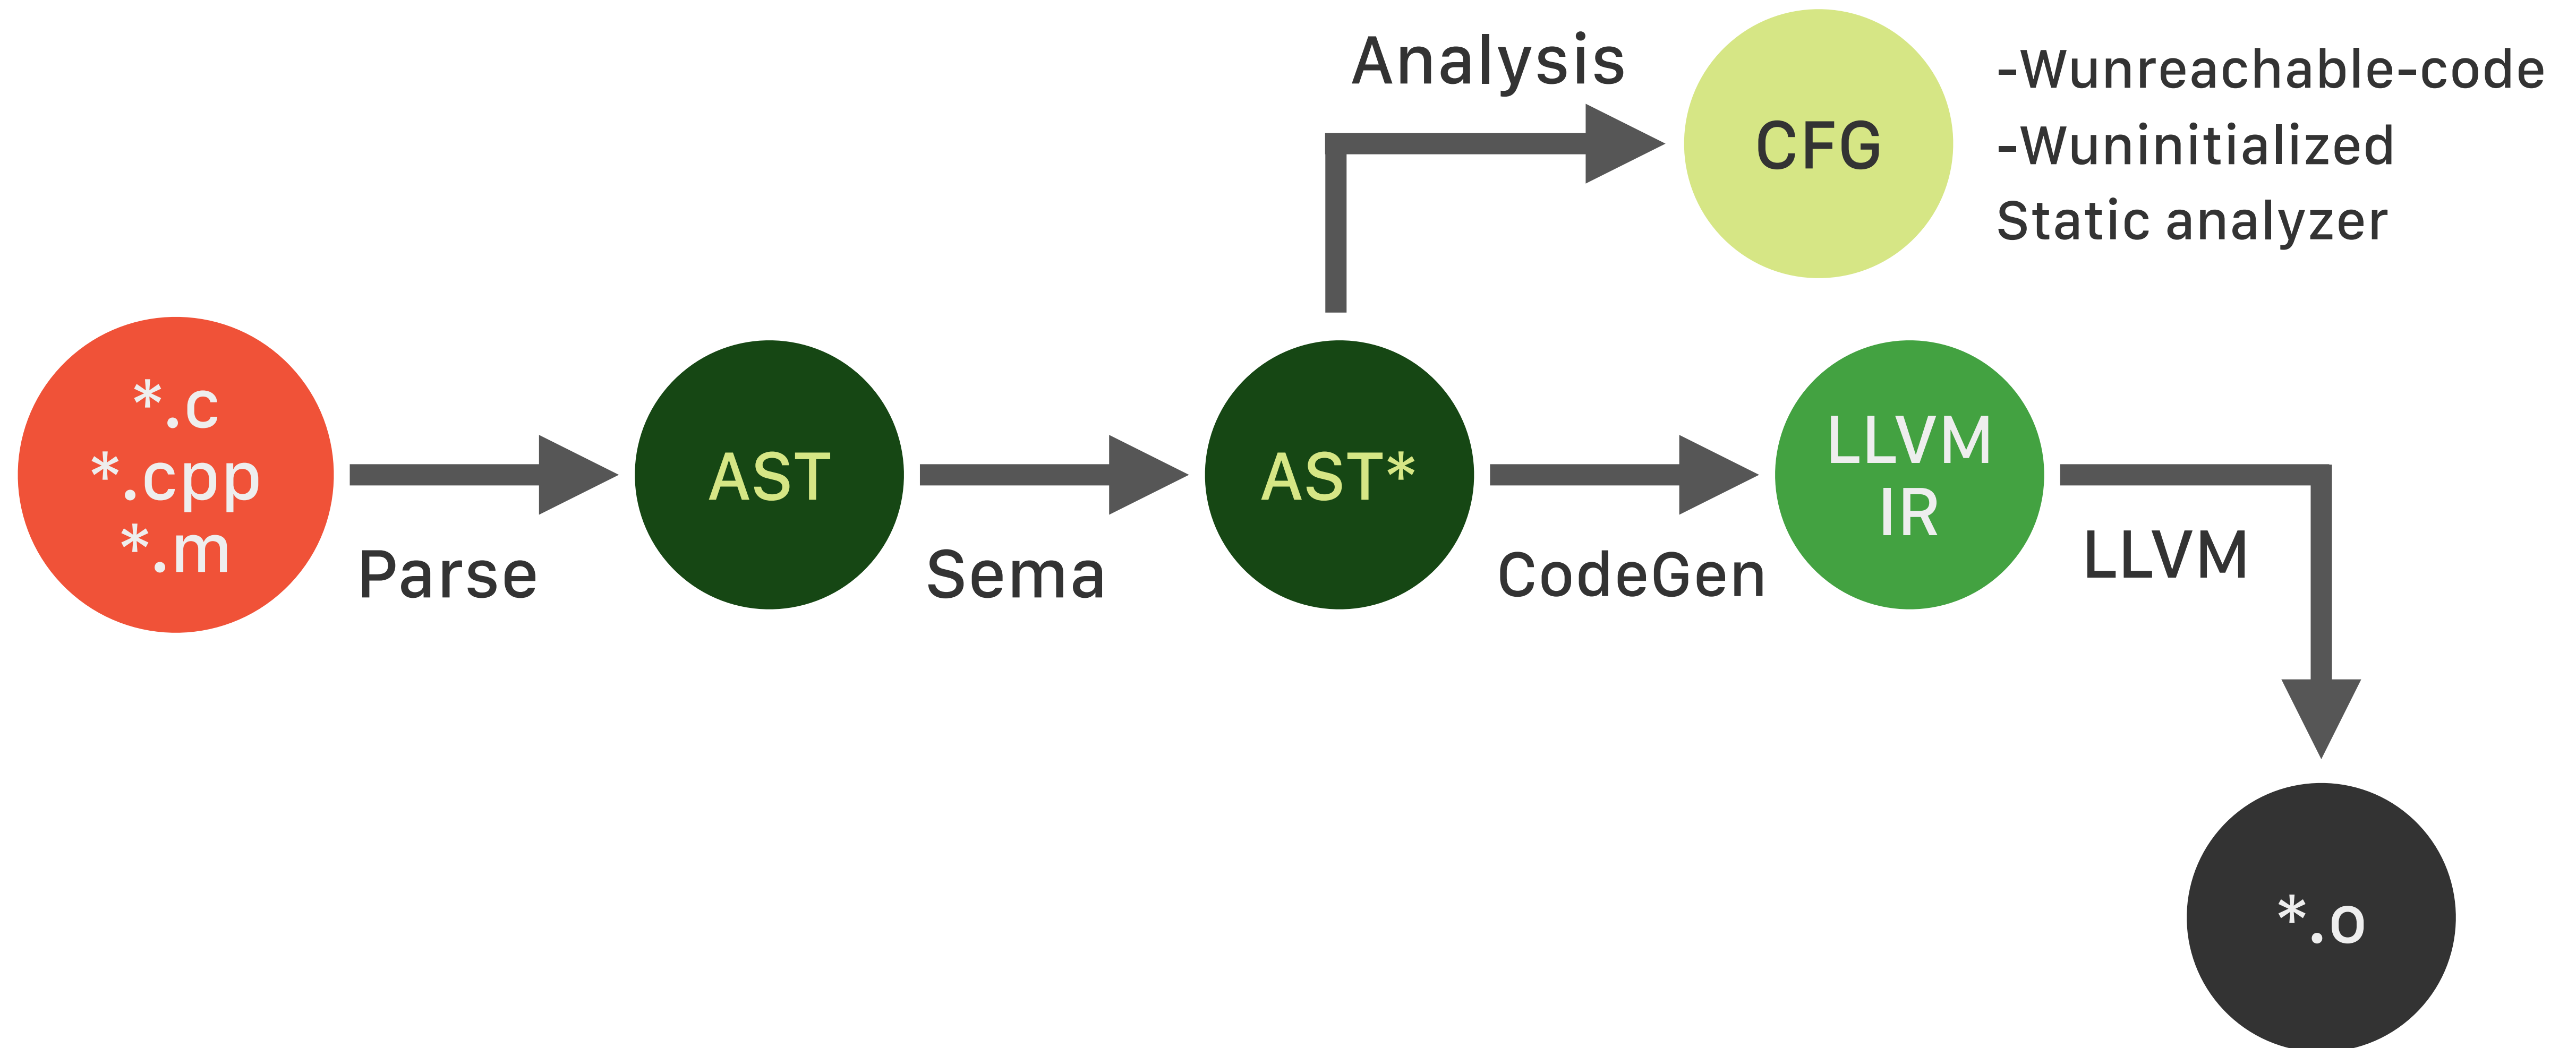 Analysis
CFG
-Wunreachable-code
-Wuninitialized
Static analyzer
*.c
*.cpp
*.m
Parse
AST
Sema
AST*
CodeGen
LLVM
IR
LLVM
*.o